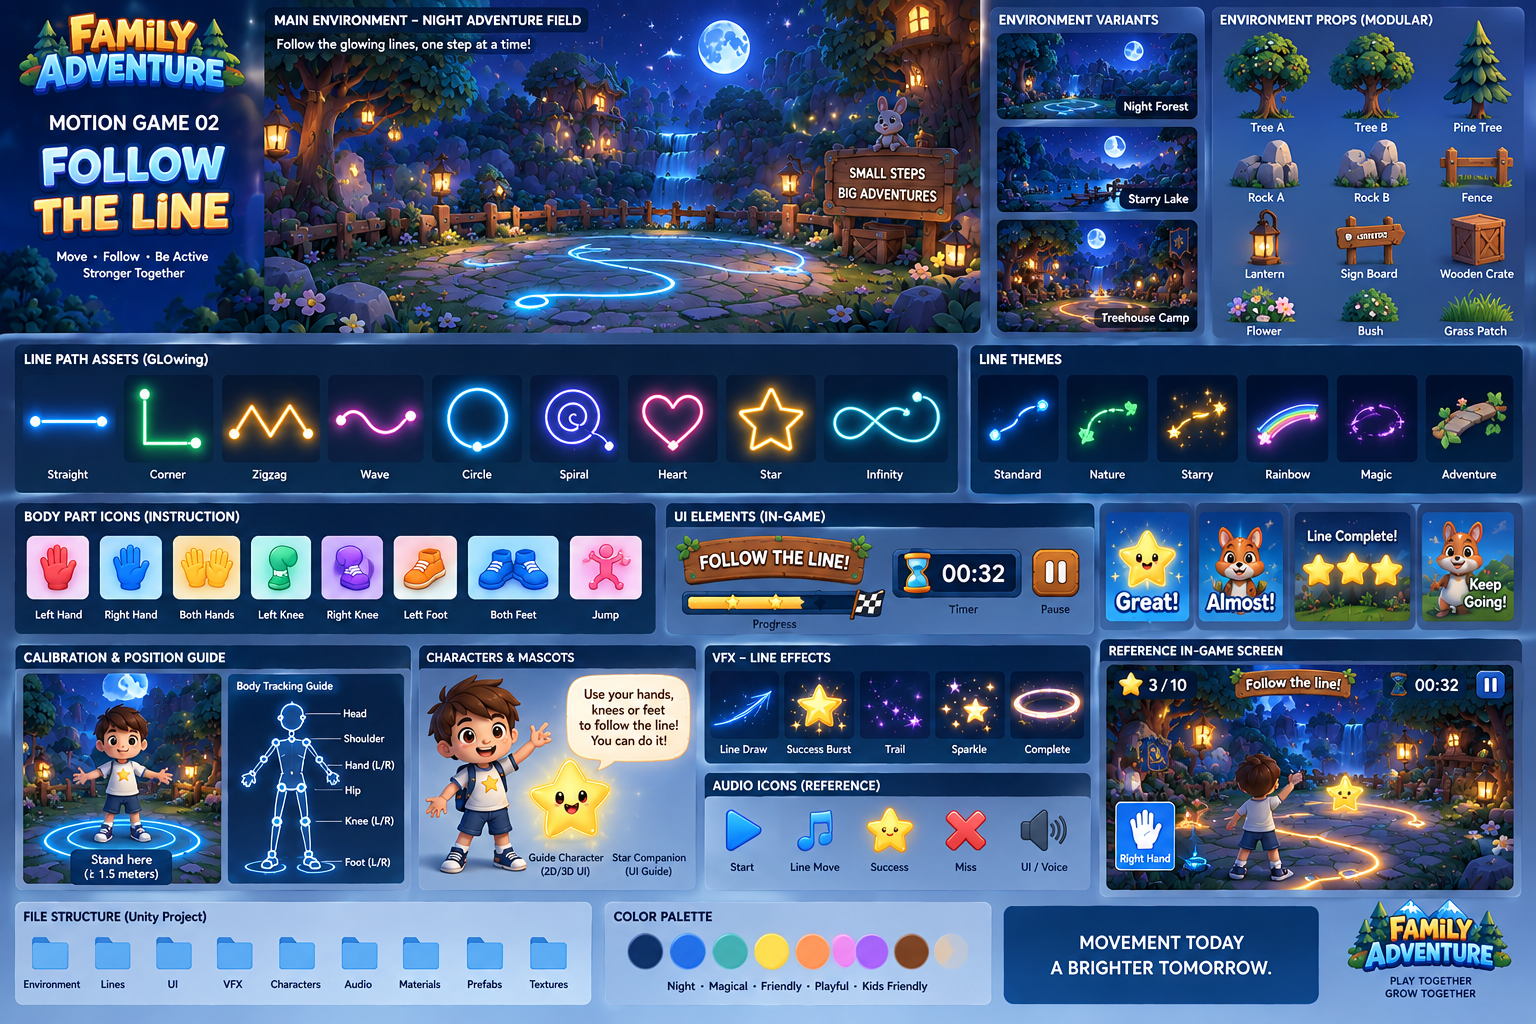 FAMILY
ADVENTURE
MOTION GAME 02
FOLLOW
THE LiNE
Move • Follow • Be Active
Stronger Together
MAIN ENVIRONMENT – NIGHT ADVENTURE FIELD
Follow the glowing lines, one step at a time!
SMALL STEPS
BIG ADVENTURES
ENVIRONMENT VARIANTS
Night Forest
Starry Lake
Treehouse Camp
ENVIRONMENT PROPS (MODULAR)
Tree A
Tree B
Pine Tree
Rock A
Rock B
Fence
Lantern
Sign Board
Wooden Crate
Flower
Bush
Grass Patch
LINE PATH ASSETS (GLOwing)
Straight
Corner
Zigzag
Wave
Circle
Spiral
Heart
Star
Infinity
LINE THEMES
Standard
Nature
Starry
Rainbow
Magic
Adventure
BODY PART ICONS (INSTRUCTION)
Left Hand
Right Hand
Both Hands
Left Knee
Right Knee
Left Foot
Both Feet
Jump
UI ELEMENTS (IN-GAME)
FOLLOW THE LINE!
Progress
00:32
Timer
Pause
Great!
Almost!
Line Complete!
Keep
Going!
CALIBRATION & POSITION GUIDE
Stand here
1.5 meters)
Body Tracking Guide
Head
Shoulder
Hand (L/R)
Hip
Knee (L/R)
Foot (L/R)
CHARACTERS & MASCOTS
Use your hands,
knees or feet
to follow the line!
You can do it!
Guide Character
(2D/3D UI)
Star Companion
(UI Guide)
VFX – LINE EFFECTS
Line Draw
Success Burst
Trail
Sparkle
Complete
AUDIO ICONS (REFERENCE)
Start
Line Move
Success
Miss
UI / Voice
REFERENCE IN-GAME SCREEN
3 / 10
Follow the line!
00:32
Right Hand
FILE STRUCTURE (Unity Project)
Environment
Lines
UI
VFX
Characters
Audio
Materials
Prefabs
Textures
COLOR PALETTE
Night • Magical • Friendly • Playful • Kids Friendly
MOVEMENT TODAY
A BRIGHTER TOMORROW.
FAMILY
ADVENTURE
PLAY TOGETHER
GROW TOGETHER